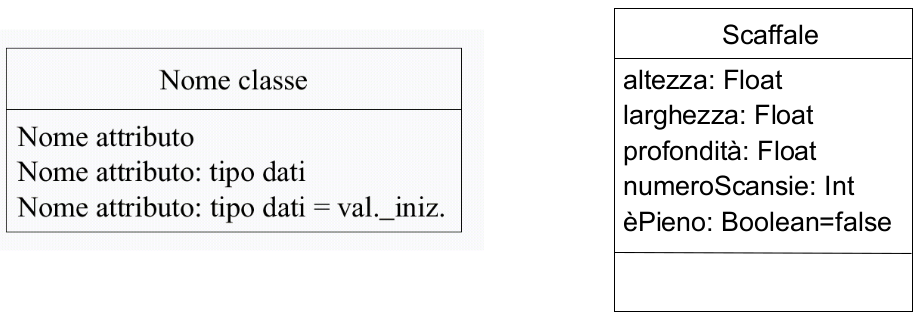 Nome classe
Nome attributo
Nome attributo: tipo dati
Nome attributo: tipo dati = val._iniz.
Scaffale
altezza: Float
larghezza: Float
profondità: Float
numeroScansie: Int
èPieno: Boolean=false